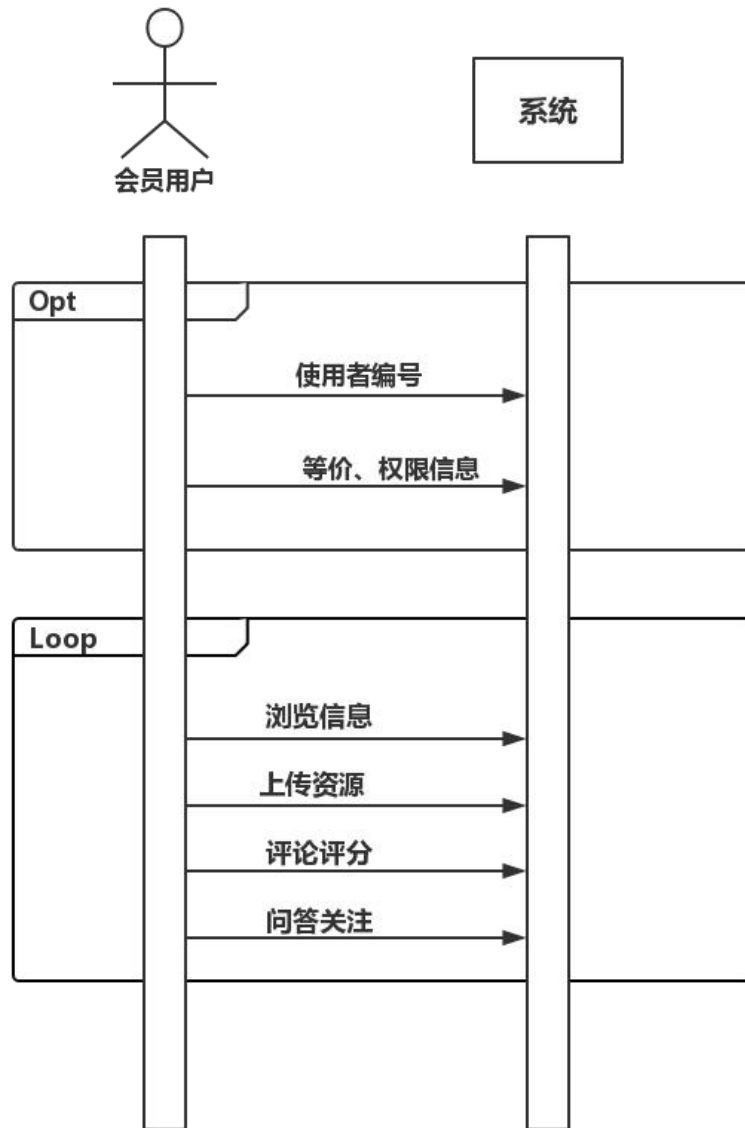 系统
会员用户
Opt
使用者编号
等价、权限信息
Loop
浏览信息
上传资源
评论评分
问答关注